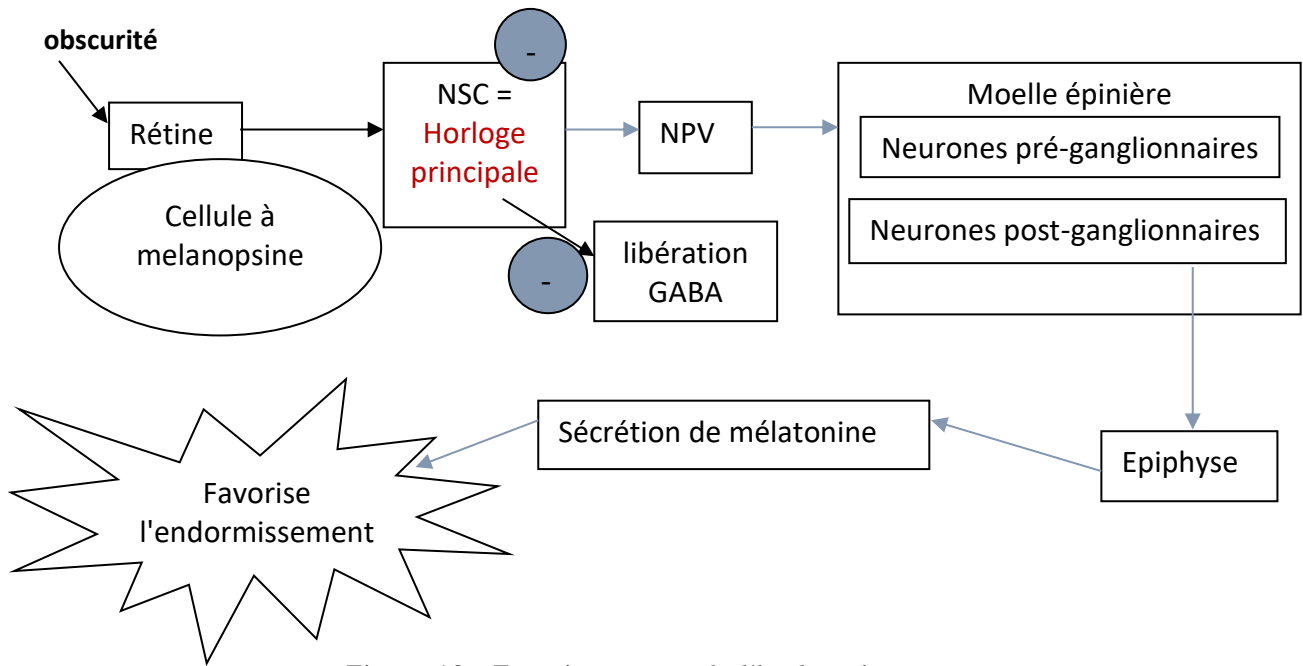 obscurité
Rétine
Cellule à
melanopsine
-
NSC =
Horloge
principale
-
libération
GABA
NPV
Moelle épinière
Neurones pré-ganglionnaires
Neurones post-ganglionnaires
Epiphyse
Sécrétion de mélatonine
Favorise
l'endormissement